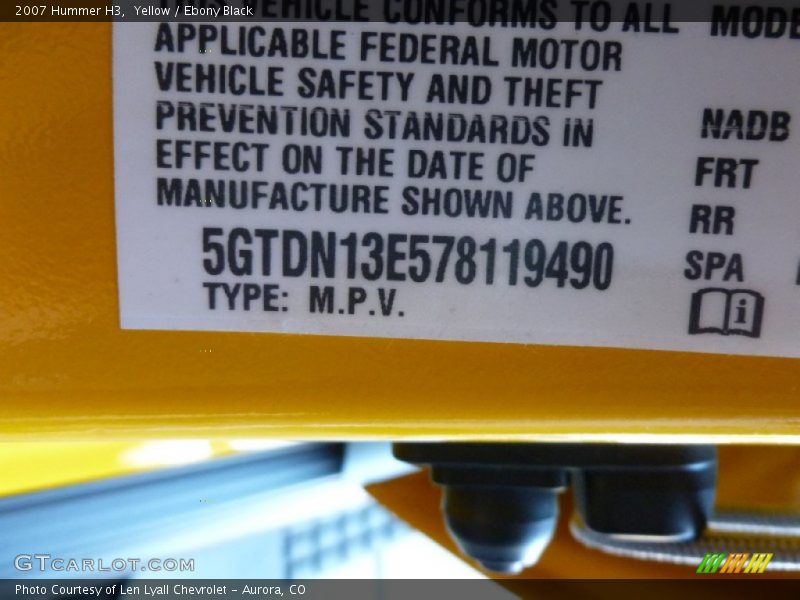 2007 Hummer H3, Yellow / Ebony Black
VEHICLE CONFORMS TO ALL
APPLICABLE FEDERAL MOTOR
VEHICLE SAFETY AND THEFT
PREVENTION STANDARDS IN
EFFECT ON THE DATE OF
MANUFACTURE SHOWN ABOVE.
5GTDN13E578119490
TYPE: M.P.V.
NADB
FRT
RR
SPA
i
GTcarlot.com
Photo Courtesy of Len Lyall Chevrolet - Aurora, CO